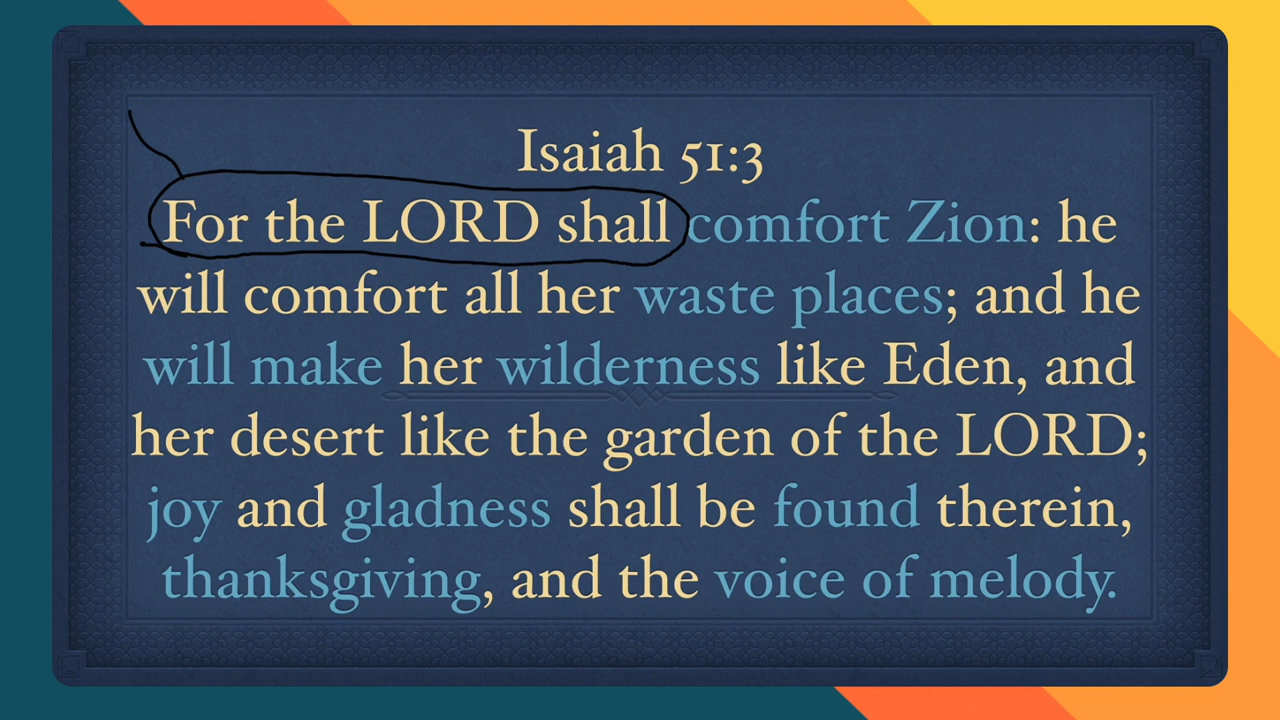 Isaiah 51:3
For the LORD shall comfort Zion: he
will comfort all her waste places; and he
will make her wilderness like Eden, and
her desert like the garden of the LORD;
joy and gladness shall be found therein,
thanksgiving, and the voice of melody.